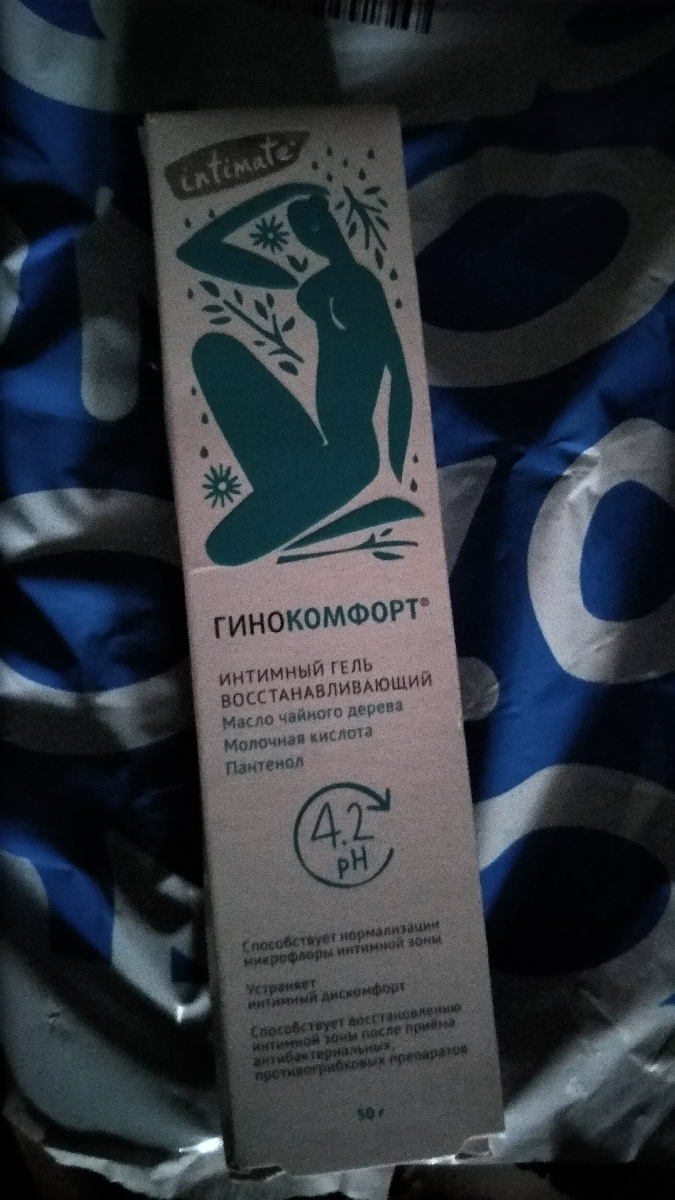 intimate®
ГИНОКОМФОРТ®
ИНТИМНЫЙ ГЕЛЬ
ВОССТАНАВЛИВАЮЩИЙ
Масло чайного дерева
Молочная кислота
Пантенол
4.2
pH
Способствует нормализации
микрофлоры интимной зоны
Устраняет
интимный дискомфорт
Способствует восстановлению
интимной зоны после приёма
антибактериальных,
противогрибковых препаратов
50 г